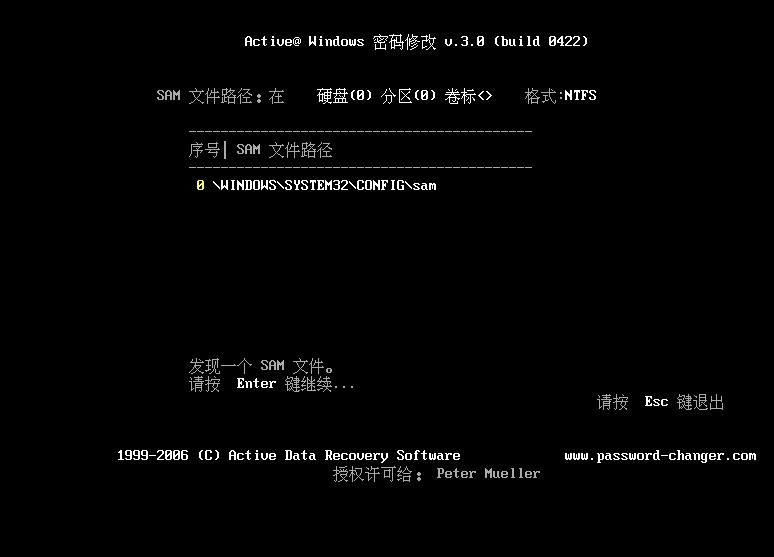 Active@ Windows 密码修改 v.3.0 (build 0422)
SAM 文件路径：在 硬盘(0) 分区(0) 卷标<> 格式:NTFS
序号| SAM 文件路径
0 \WINDOWS\SYSTEM32\CONFIG\sam
发现一个 SAM 文件。
请按 Enter 键继续...
请按 Esc 键退出
1999-2006 (C) Active Data Recovery Software www.password-changer.com
授权许可给： Peter Mueller